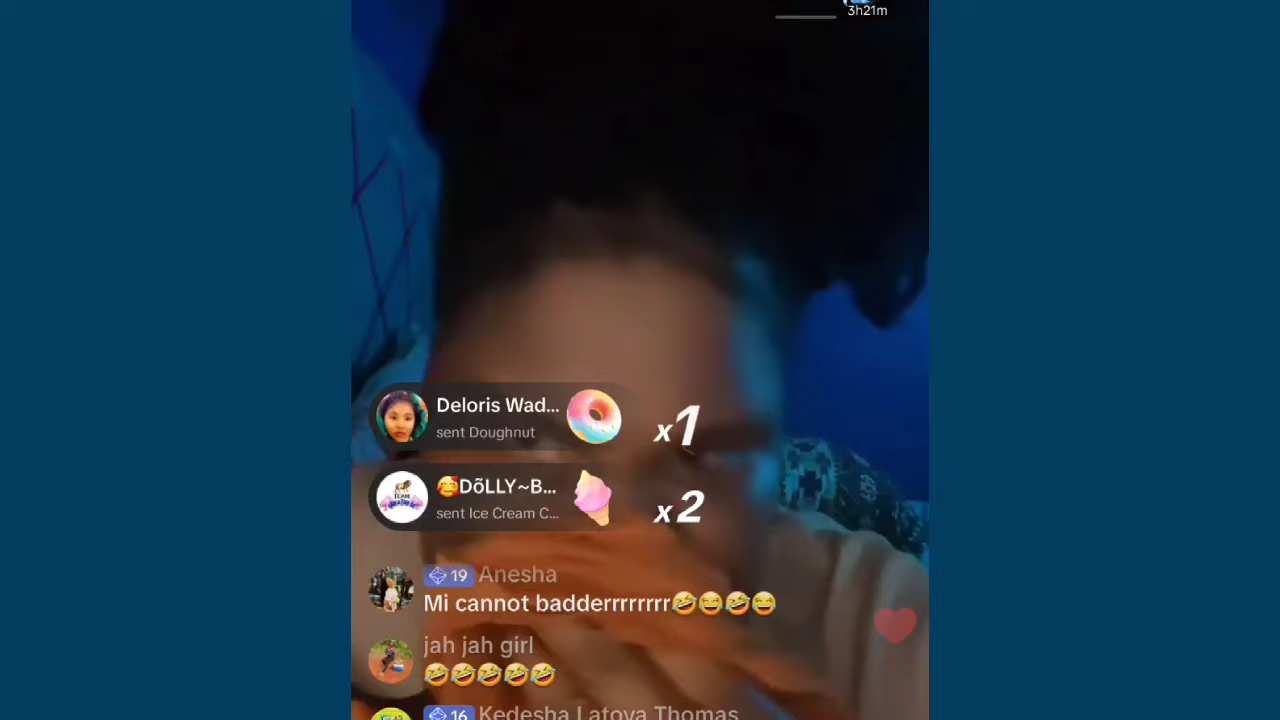 3h21m
Deloris Wad...
sent Doughnut
x1
🥰DõLLY~B...
sent Ice Cream C...
x2
19 Anesha
Mi cannot badderrrrrrrr🤣😂🤣😂
jah jah girl
🤣🤣🤣🤣🤣
16 Kedesha Latoya Thomas